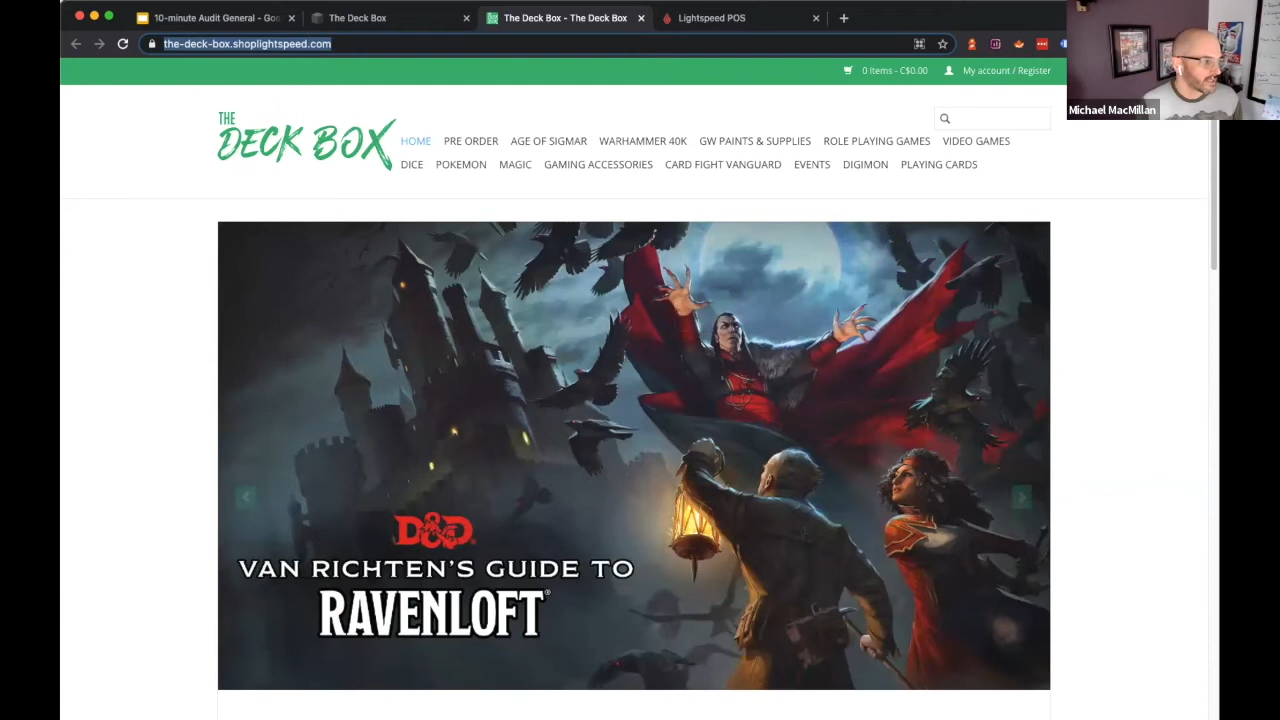 10-minute Audit General - Goo
The Deck Box
The Deck Box - The Deck Box
Lightspeed POS
the-deck-box.shoplightspeed.com
0 Items - C$0.00
My account / Register
Michael MacMillan
THE
DECK BOX
HOME PRE ORDER AGE OF SIGMAR WARHAMMER 40K GW PAINTS & SUPPLIES ROLE PLAYING GAMES VIDEO GAMES
DICE POKEMON MAGIC GAMING ACCESSORIES CARD FIGHT VANGUARD EVENTS DIGIMON PLAYING CARDS
D&D
VAN RICHTEN'S GUIDE TO
RAVENLOFT®